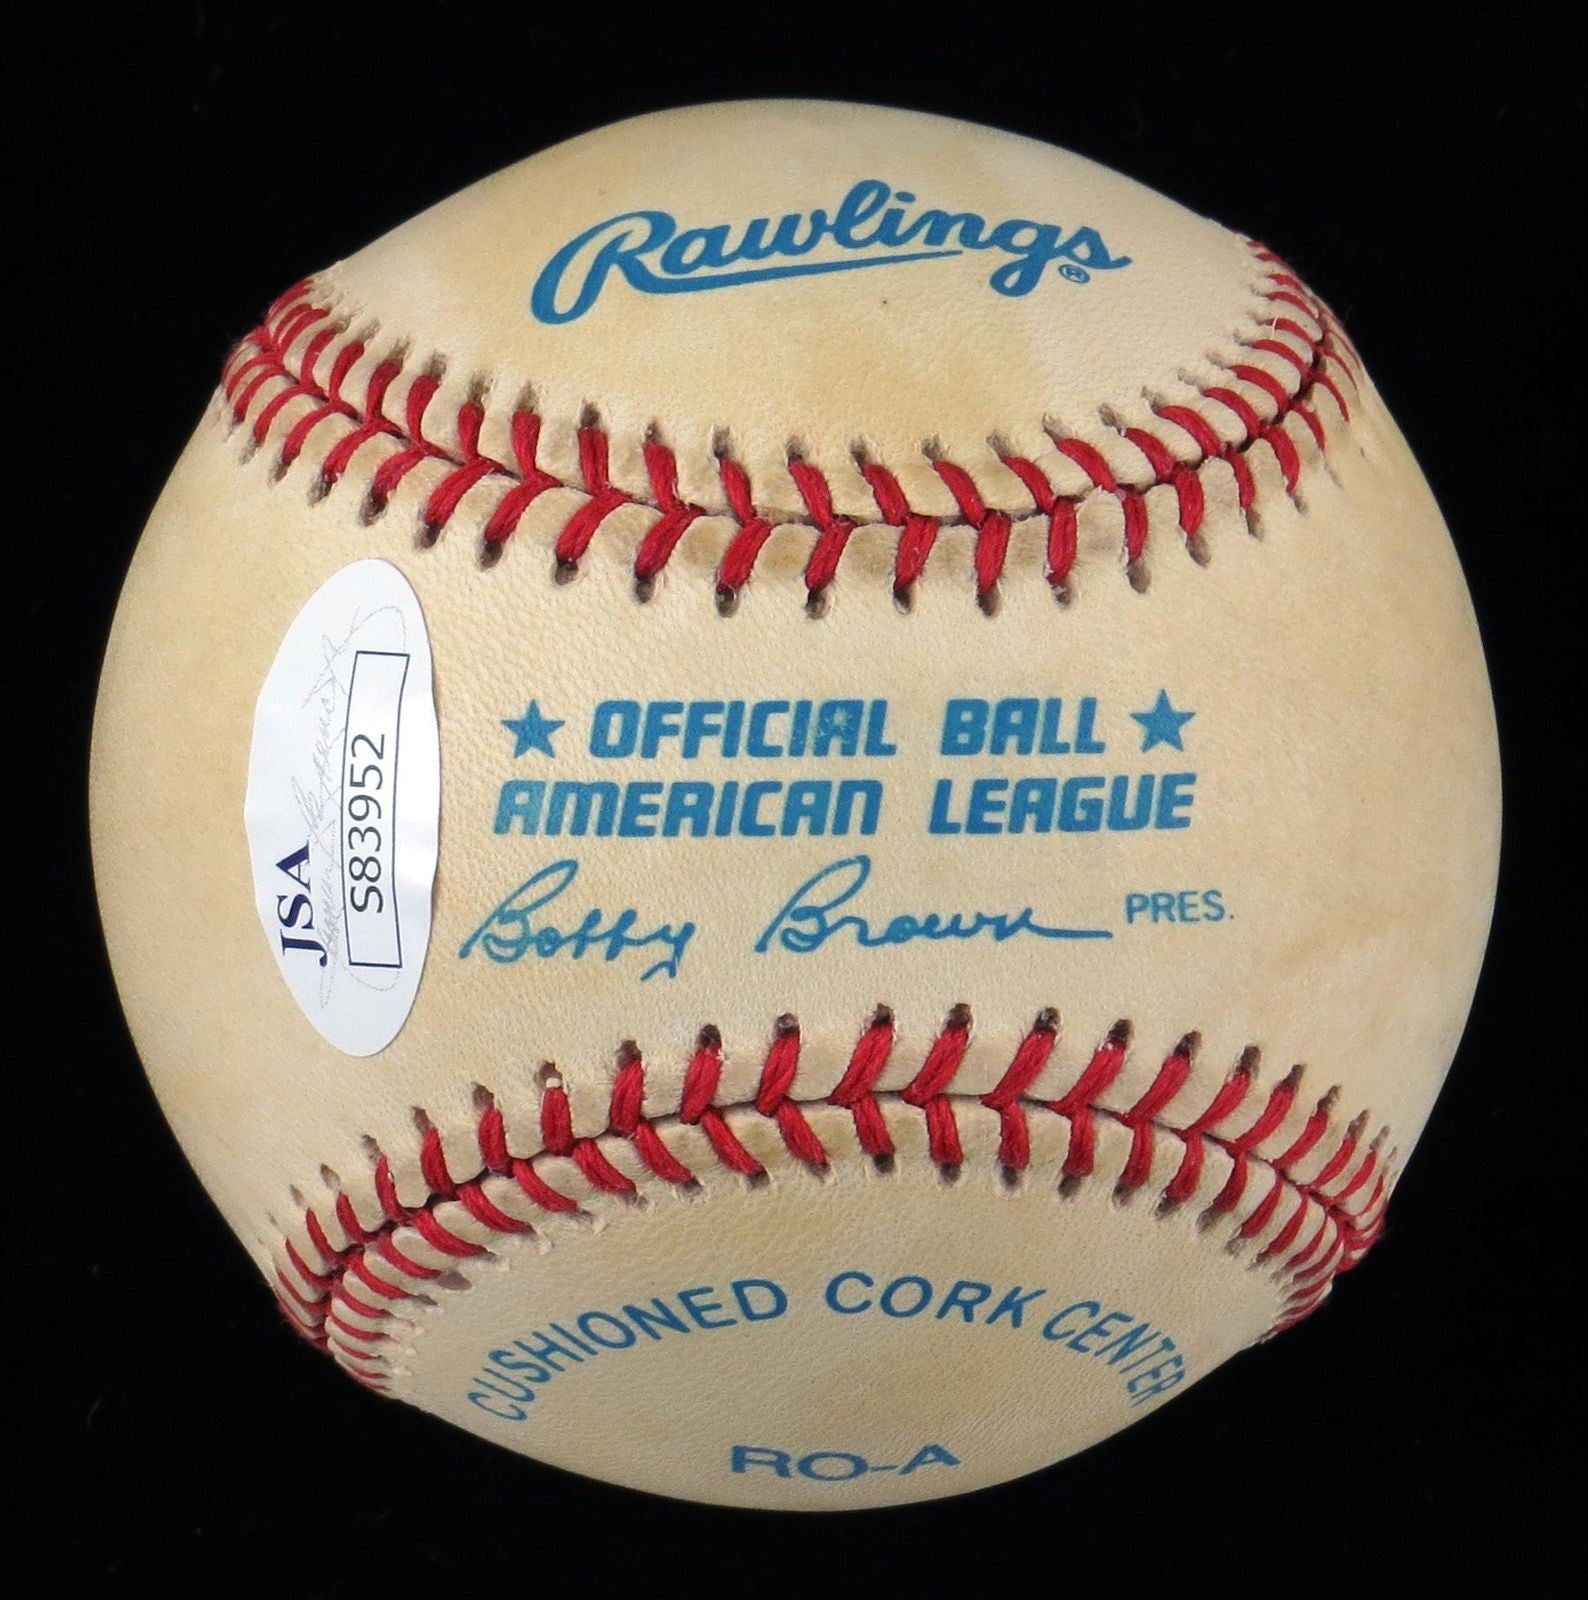 Rawlings ®
OFFICIAL BALL
AMERICAN LEAGUE
Bobby Brown PRES.
JSA
S83952
CUSHIONED CORK CENTER
RO-A